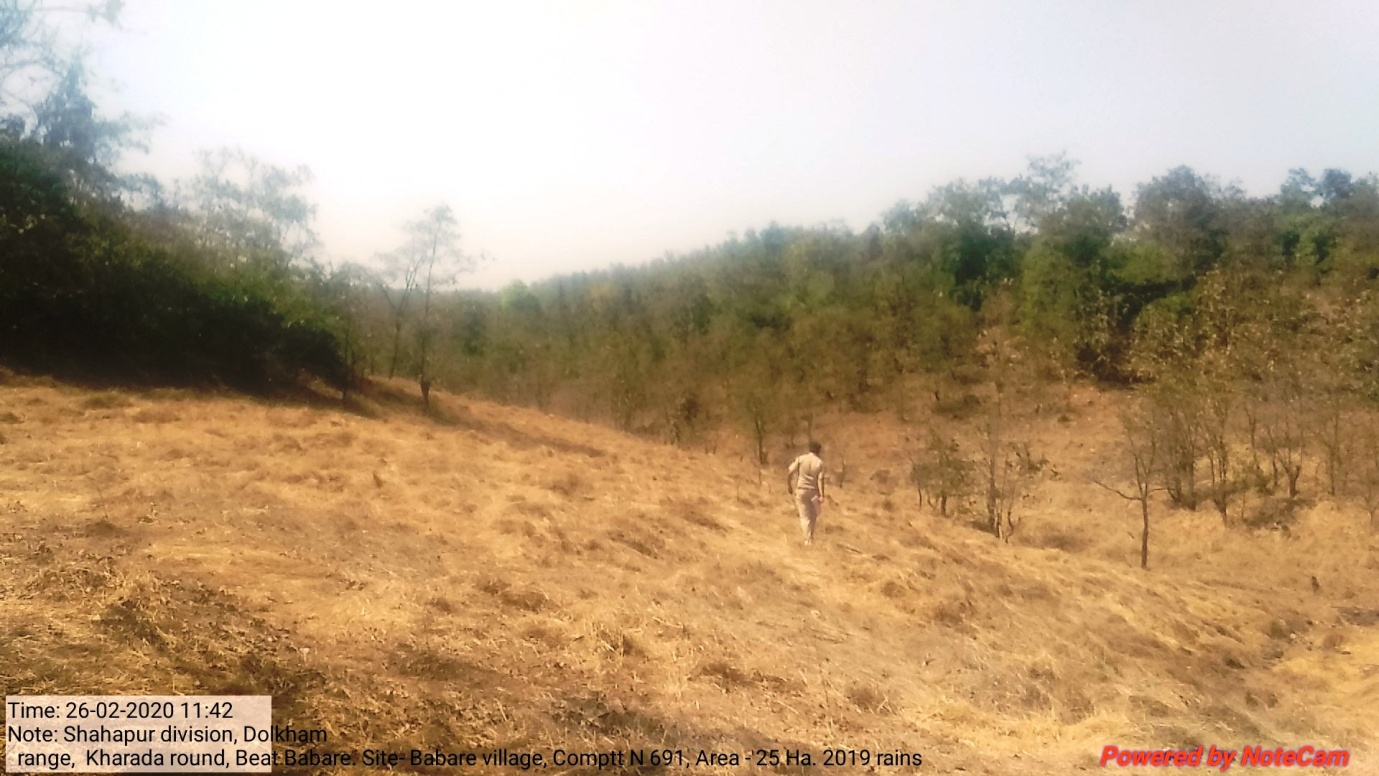 Time: 26-02-2020 11:42
Note: Shahapur division, Dolkham
range, Kharada round, Beat Babare. Site- Babare village, Comptt N 691, Area - 25 Ha. 2019 rains
Powered by NoteCam